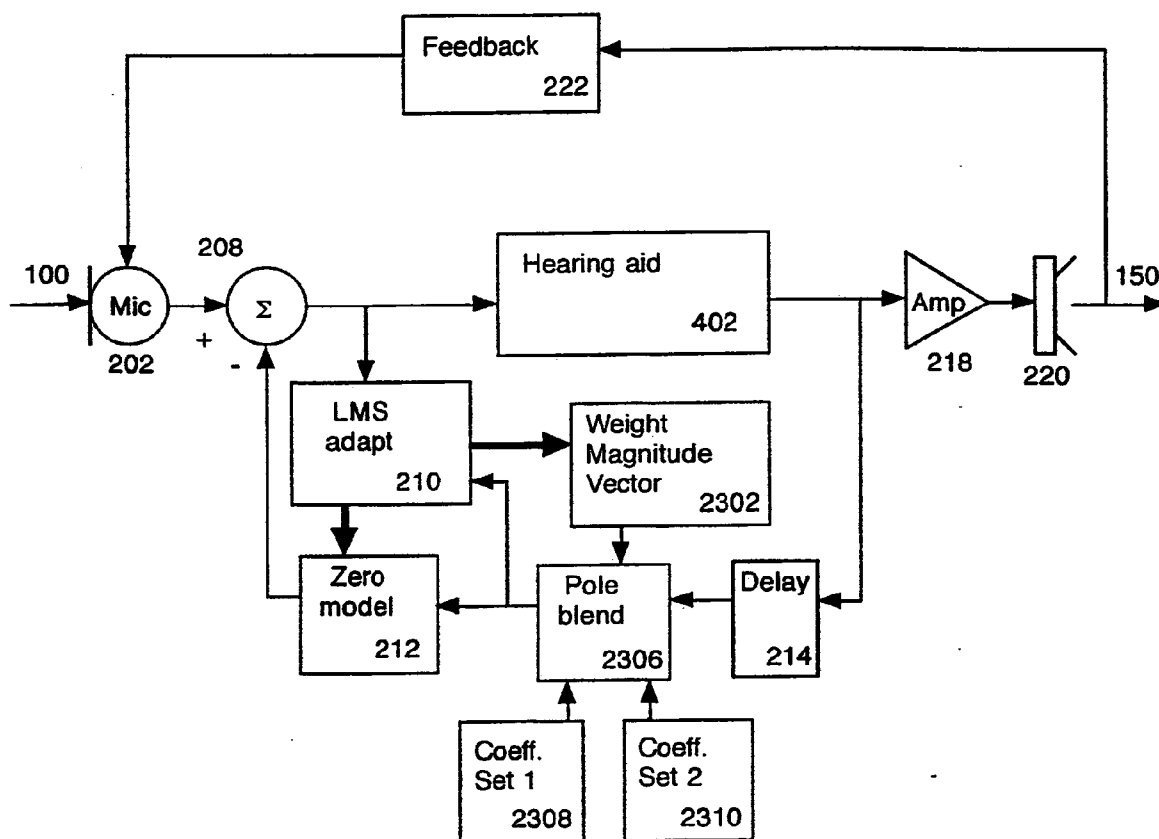 Feedback
222
208
100
Mic
Σ
+
-
202
Hearing aid
402
Amp
218
220
150
LMS
adapt
210
Weight
Magnitude
Vector
2302
Zero
model
212
Pole
blend
2306
Delay
214
Coeff.
Set 1
2308
Coeff.
Set 2
2310